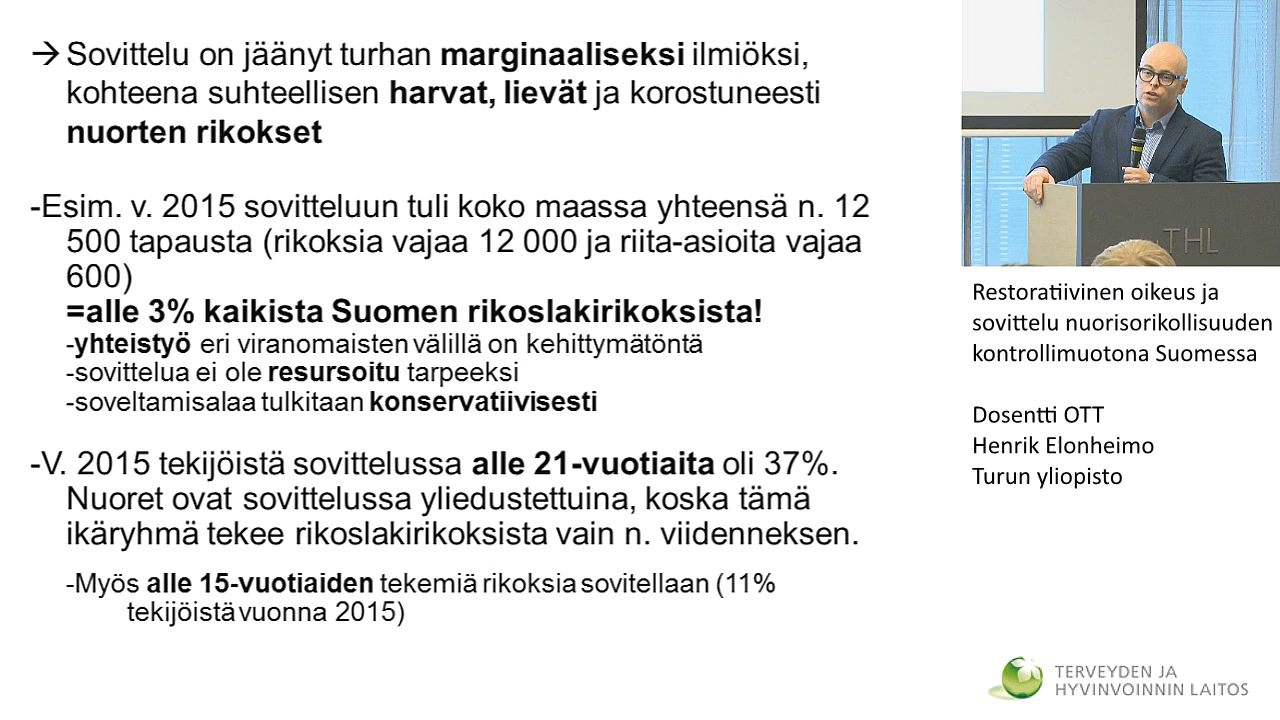 → Sovittelu on jäänyt turhan marginaaliseksi ilmiöksi,
kohteena suhteellisen harvat, lievät ja korostuneesti
nuorten rikokset
-Esim. v. 2015 sovitteluun tuli koko maassa yhteensä n. 12
500 tapausta (rikoksia vajaa 12 000 ja riita-asioita vajaa
600)
=alle 3% kaikista Suomen rikoslakirikoksista!
-yhteistyö eri viranomaisten välillä on kehittymätöntä
-sovittelua ei ole resursoitu tarpeeksi
-soveltamisalaa tulkitaan konservatiivisesti
-V. 2015 tekijöistä sovittelussa alle 21-vuotiaita oli 37%.
Nuoret ovat sovittelussa yliedustettuina, koska tämä
ikäryhmä tekee rikoslakirikoksista vain n. viidenneksen.
-Myös alle 15-vuotiaiden tekemiä rikoksia sovitellaan (11%
tekijöistä vuonna 2015)
THL
Restoratiivinen oikeus ja
sovittelu nuorisorikollisuuden
kontrollimuotona Suomessa
Dosentti OTT
Henrik Elonheimo
Turun yliopisto
TERVEYDEN JA
HYVINVOINNIN LAITOS